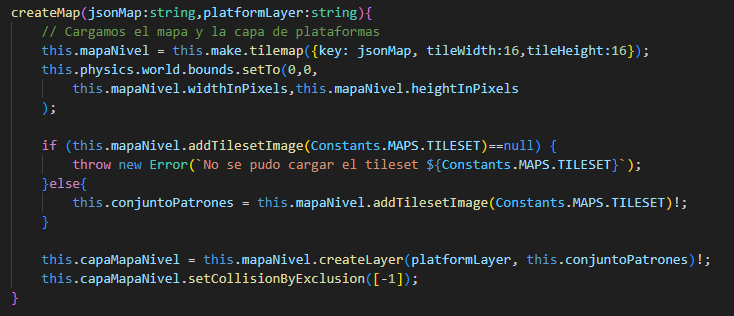 createMap(jsonMap:string,platformLayer:string){
// Cargamos el mapa y la capa de plataformas
this.mapaNivel = this.make.tilemap({key: jsonMap, tileWidth:16,tileHeight:16});
this.physics.world.bounds.setTo(0,0,
this.mapaNivel.widthInPixels,this.mapaNivel.heightInPixels
);
if (this.mapaNivel.addTilesetImage(Constants.MAPS.TILESET)==null) {
throw new Error(`No se pudo cargar el tileset ${Constants.MAPS.TILESET}`);
}else{
this.conjuntoPatrones = this.mapaNivel.addTilesetImage(Constants.MAPS.TILESET)!;
}
this.capaMapaNivel = this.mapaNivel.createLayer(platformLayer, this.conjuntoPatrones)!;
this.capaMapaNivel.setCollisionByExclusion([-1]);
}